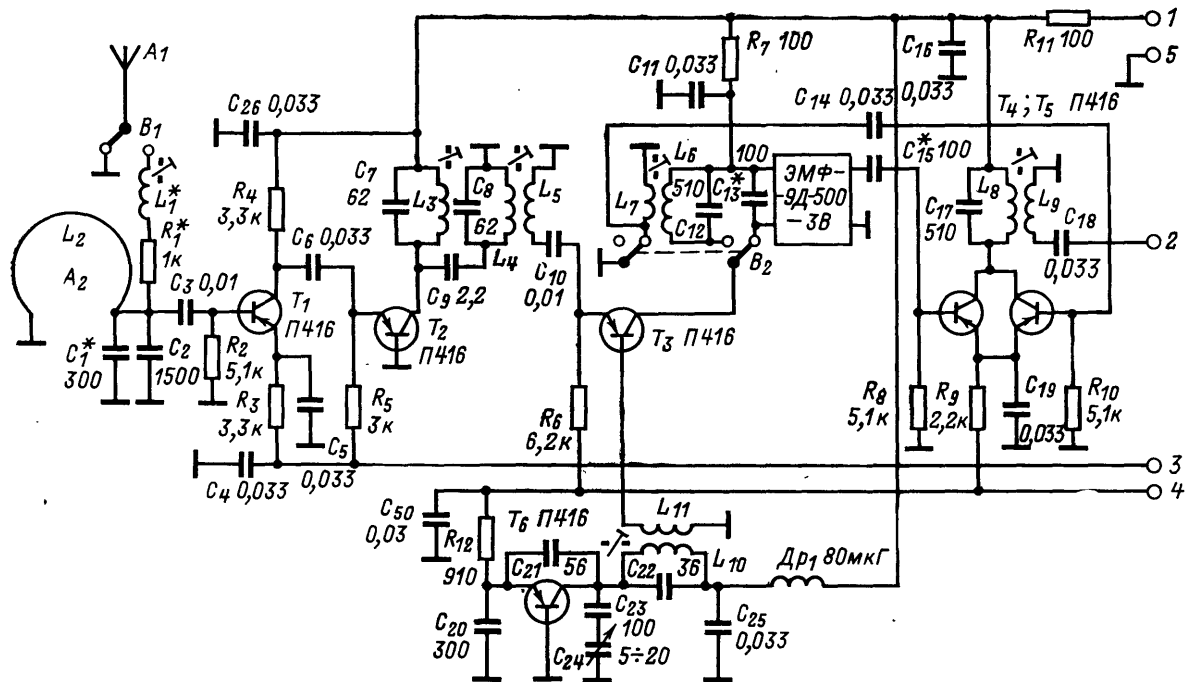 A1
B1
L1*
R1*
1к
L2
A2
C3 0,01
C1*
300
C2
1500
R2
5,1к
C26 0,033
R4
3,3к
C6 0,033
T1
П416
R3
3,3к
C5
0,033
C4 0,033
R5
3к
C7
62
L3
C8
62
L4
L5
C9 2,2
T2
П416
C10
0,01
R6
6,2к
T3 П416
C11 0,033
R7 100
L7
L6
510
C12
100
C13*
B2
ЭМФ-
-9Д-500
-3В
C14 0,033
C15* 100
C16
0,033
R11 100
1
5
T4; T5 П416
C17
510
L8
L9
C18
0,033
2
R8
5,1к
R9
2,2к
C19
0,033
R10
5,1к
3
4
C50
0,03
R12
910
T6 П416
C21
56
C20
300
C22
36
L11
L10
C23
100
C24
5÷20
C25
0,033
Др1 80мкГ